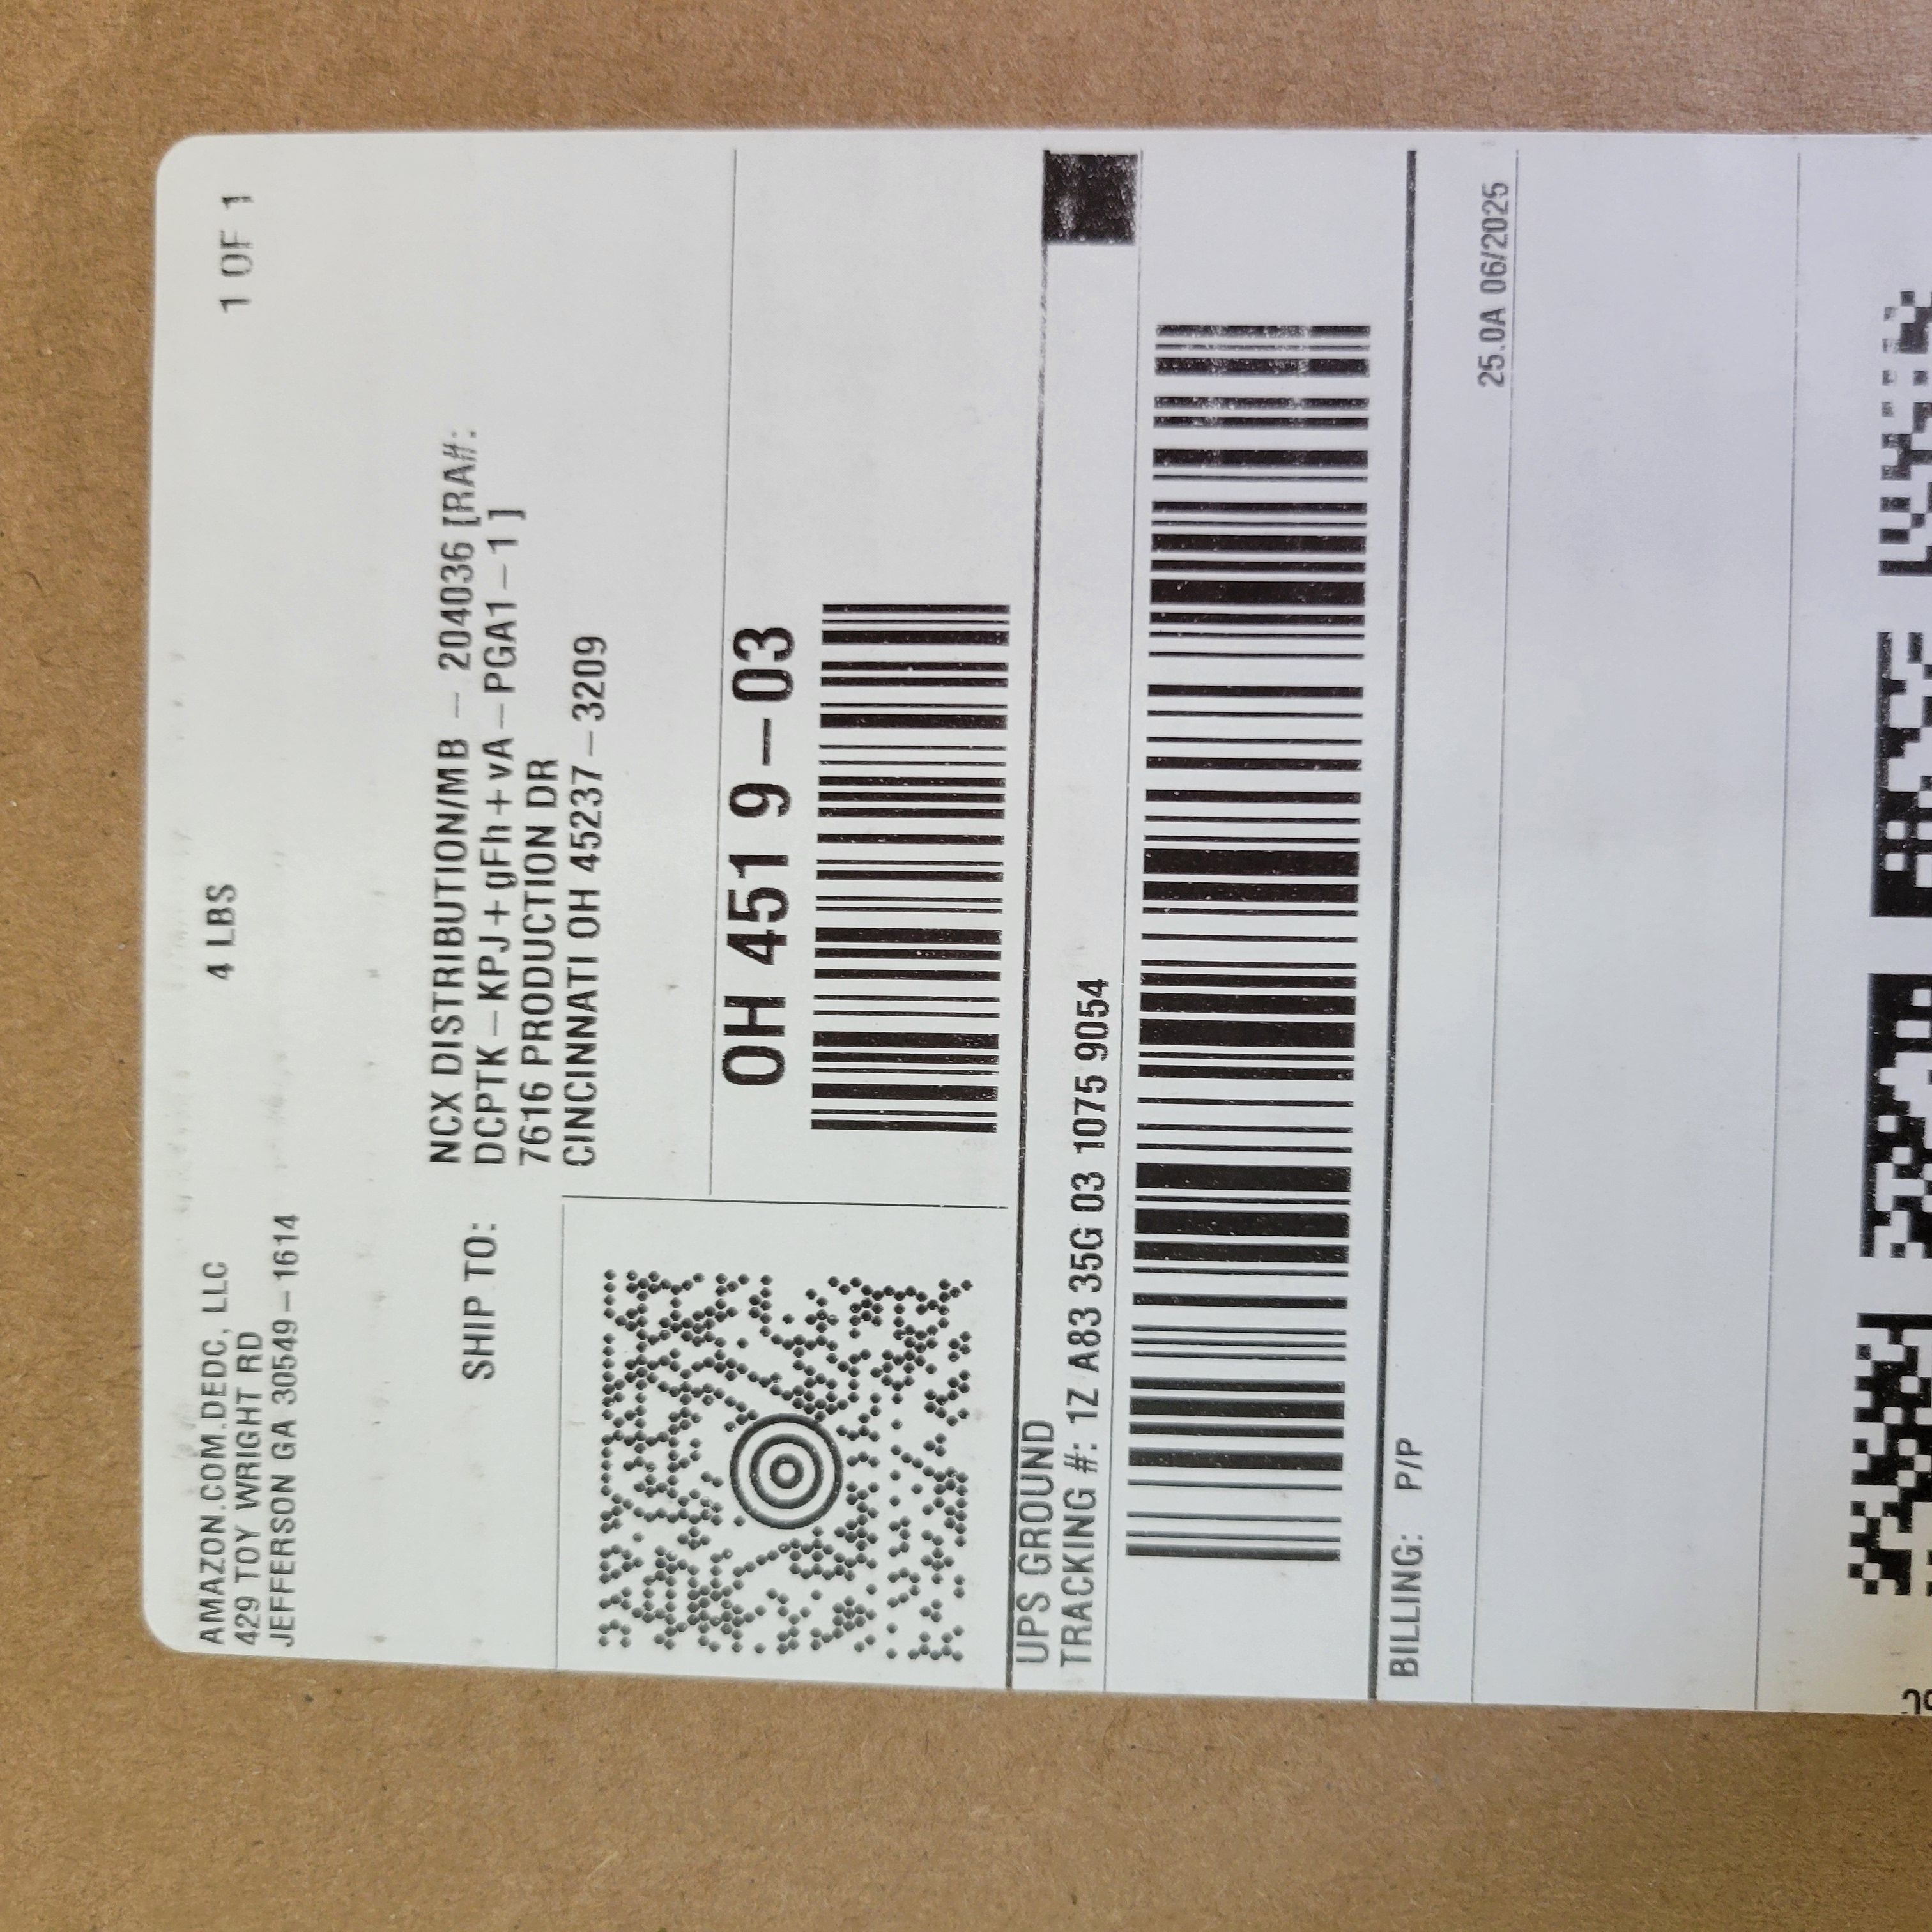 AMAZON.COM.DEDC, LLC
429 TOY WRIGHT RD
JEFFERSON GA 30549-1614
4 LBS
1 OF 1
SHIP TO:
NCX DISTRIBUTION/MB - 204036 [RA#:
DCPTK-KPJ+gFh+vA-PGA1-1]
7616 PRODUCTION DR
CINCINNATI OH 45237-3209
OH 451 9-03
UPS GROUND
TRACKING #: 1Z A83 35G 03 1075 9054
BILLING: P/P
25.0A 06/2025